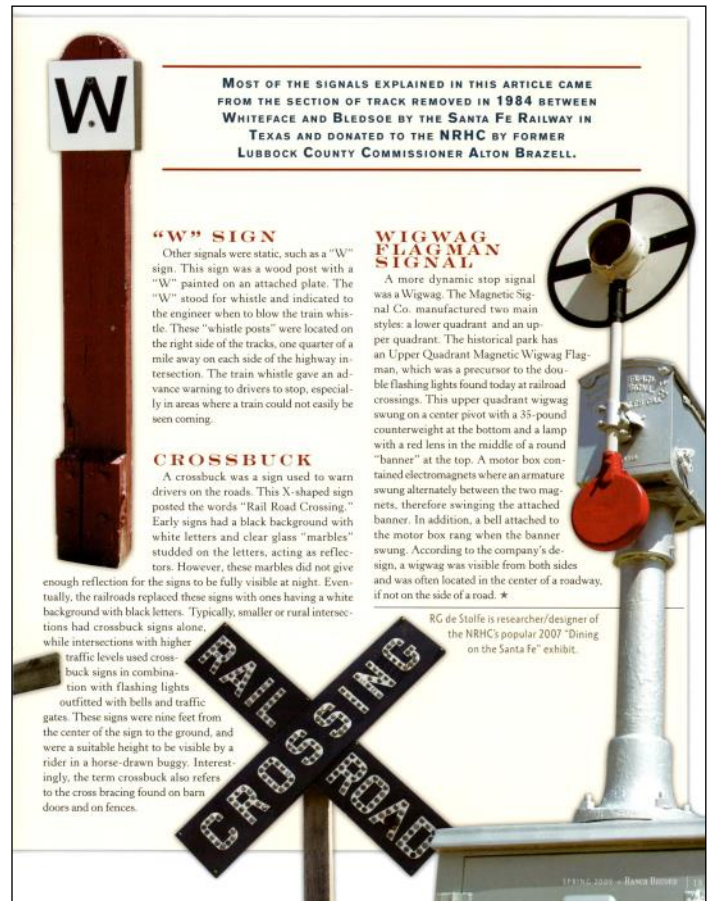 W
MOST OF THE SIGNALS EXPLAINED IN THIS ARTICLE CAME
FROM THE SECTION OF TRACK REMOVED IN 1984 BETWEEN
WHITEFACE AND BLEDSOE BY THE SANTA FE RAILWAY IN
TEXAS AND DONATED TO THE NRHC BY FORMER
LUBBOCK COUNTY COMMISSIONER ALTON BRAZELL.
"W" SIGN
Other signals were static, such as a "W"
sign. This sign was a wood post with a
"W" painted on an attached plate. The
"W" stood for whistle and indicated to
the engineer when to blow the train whis-
tle. These "whistle posts" were located on
the right side of the tracks, one quarter of a
mile away on each side of the highway in-
tersection. The train whistle gave an ad-
vance warning to drivers to stop, especial-
ly in areas where a train could not easily be
seen coming.
CROSSBUCK
A crossbuck was a sign used to warn
drivers on the roads. This X-shaped sign
posted the words "Rail Road Crossing."
Early signs had a black background with
white letters and clear glass "marbles"
studded on the letters, acting as reflec-
tors. However, these marbles did not give
enough reflection for the signs to be fully visible at night. Even-
tually, the railroads replaced these signs with ones having a white
background with black letters. Typically, smaller or rural intersec-
tions had crossbuck signs alone,
while intersections with higher
traffic levels used cross-
buck signs in combina-
tion with flashing lights
outfitted with bells and traffic
gates. These signs were nine feet from
the center of the sign to the ground, and
were a suitable height to be visible by a
rider in a horse-drawn buggy. Interest-
ingly, the term crossbuck also refers
to the cross bracing found on barn
doors and on fences.
WIGWAG
FLAGMAN
SIGNAL
A more dynamic stop signal
was a Wigwag. The Magnetic Sig-
nal Co. manufactured two main
styles: a lower quadrant and an up-
per quadrant. The historical park has
an Upper Quadrant Magnetic Wigwag Flag-
man, which was a precursor to the dou-
ble flashing lights found today at railroad
crossings. This upper quadrant wigwag
swung on a center pivot with a 35-pound
counterweight at the bottom and a lamp
with a red lens in the middle of a round
"banner" at the top. A motor box con-
tained electromagnets where an armature
swung alternately between the two mag-
nets, therefore swinging the attached
banner. In addition, a bell attached to
the motor box rang when the banner
swung. According to the company's de-
sign, a wigwag was visible from both sides
and was often located in the center of a roadway,
if not on the side of a road. ★
RG de Stolfe is researcher/designer of
the NRHC's popular 2007 "Dining
on the Santa Fe" exhibit.
RAIL ROAD
CROSSING
RANCH RECORD